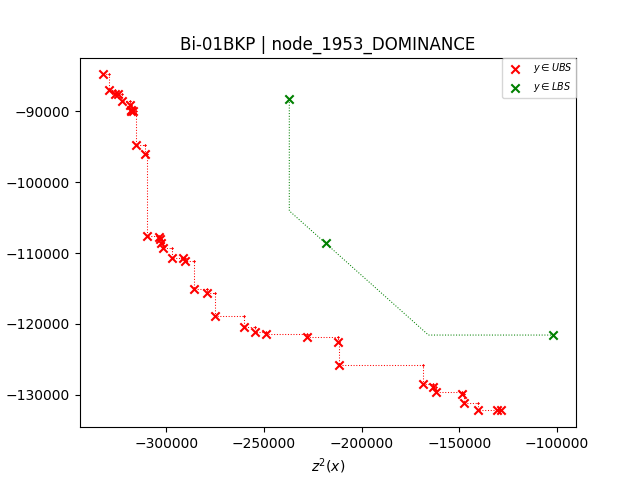 Bi-01BKP | node_1953_DOMINANCE
y ∈ UBS
y ∈ LBS
−90000
−100000
−110000
−120000
−130000
−300000 −250000 −200000 −150000 −100000
z²(x)